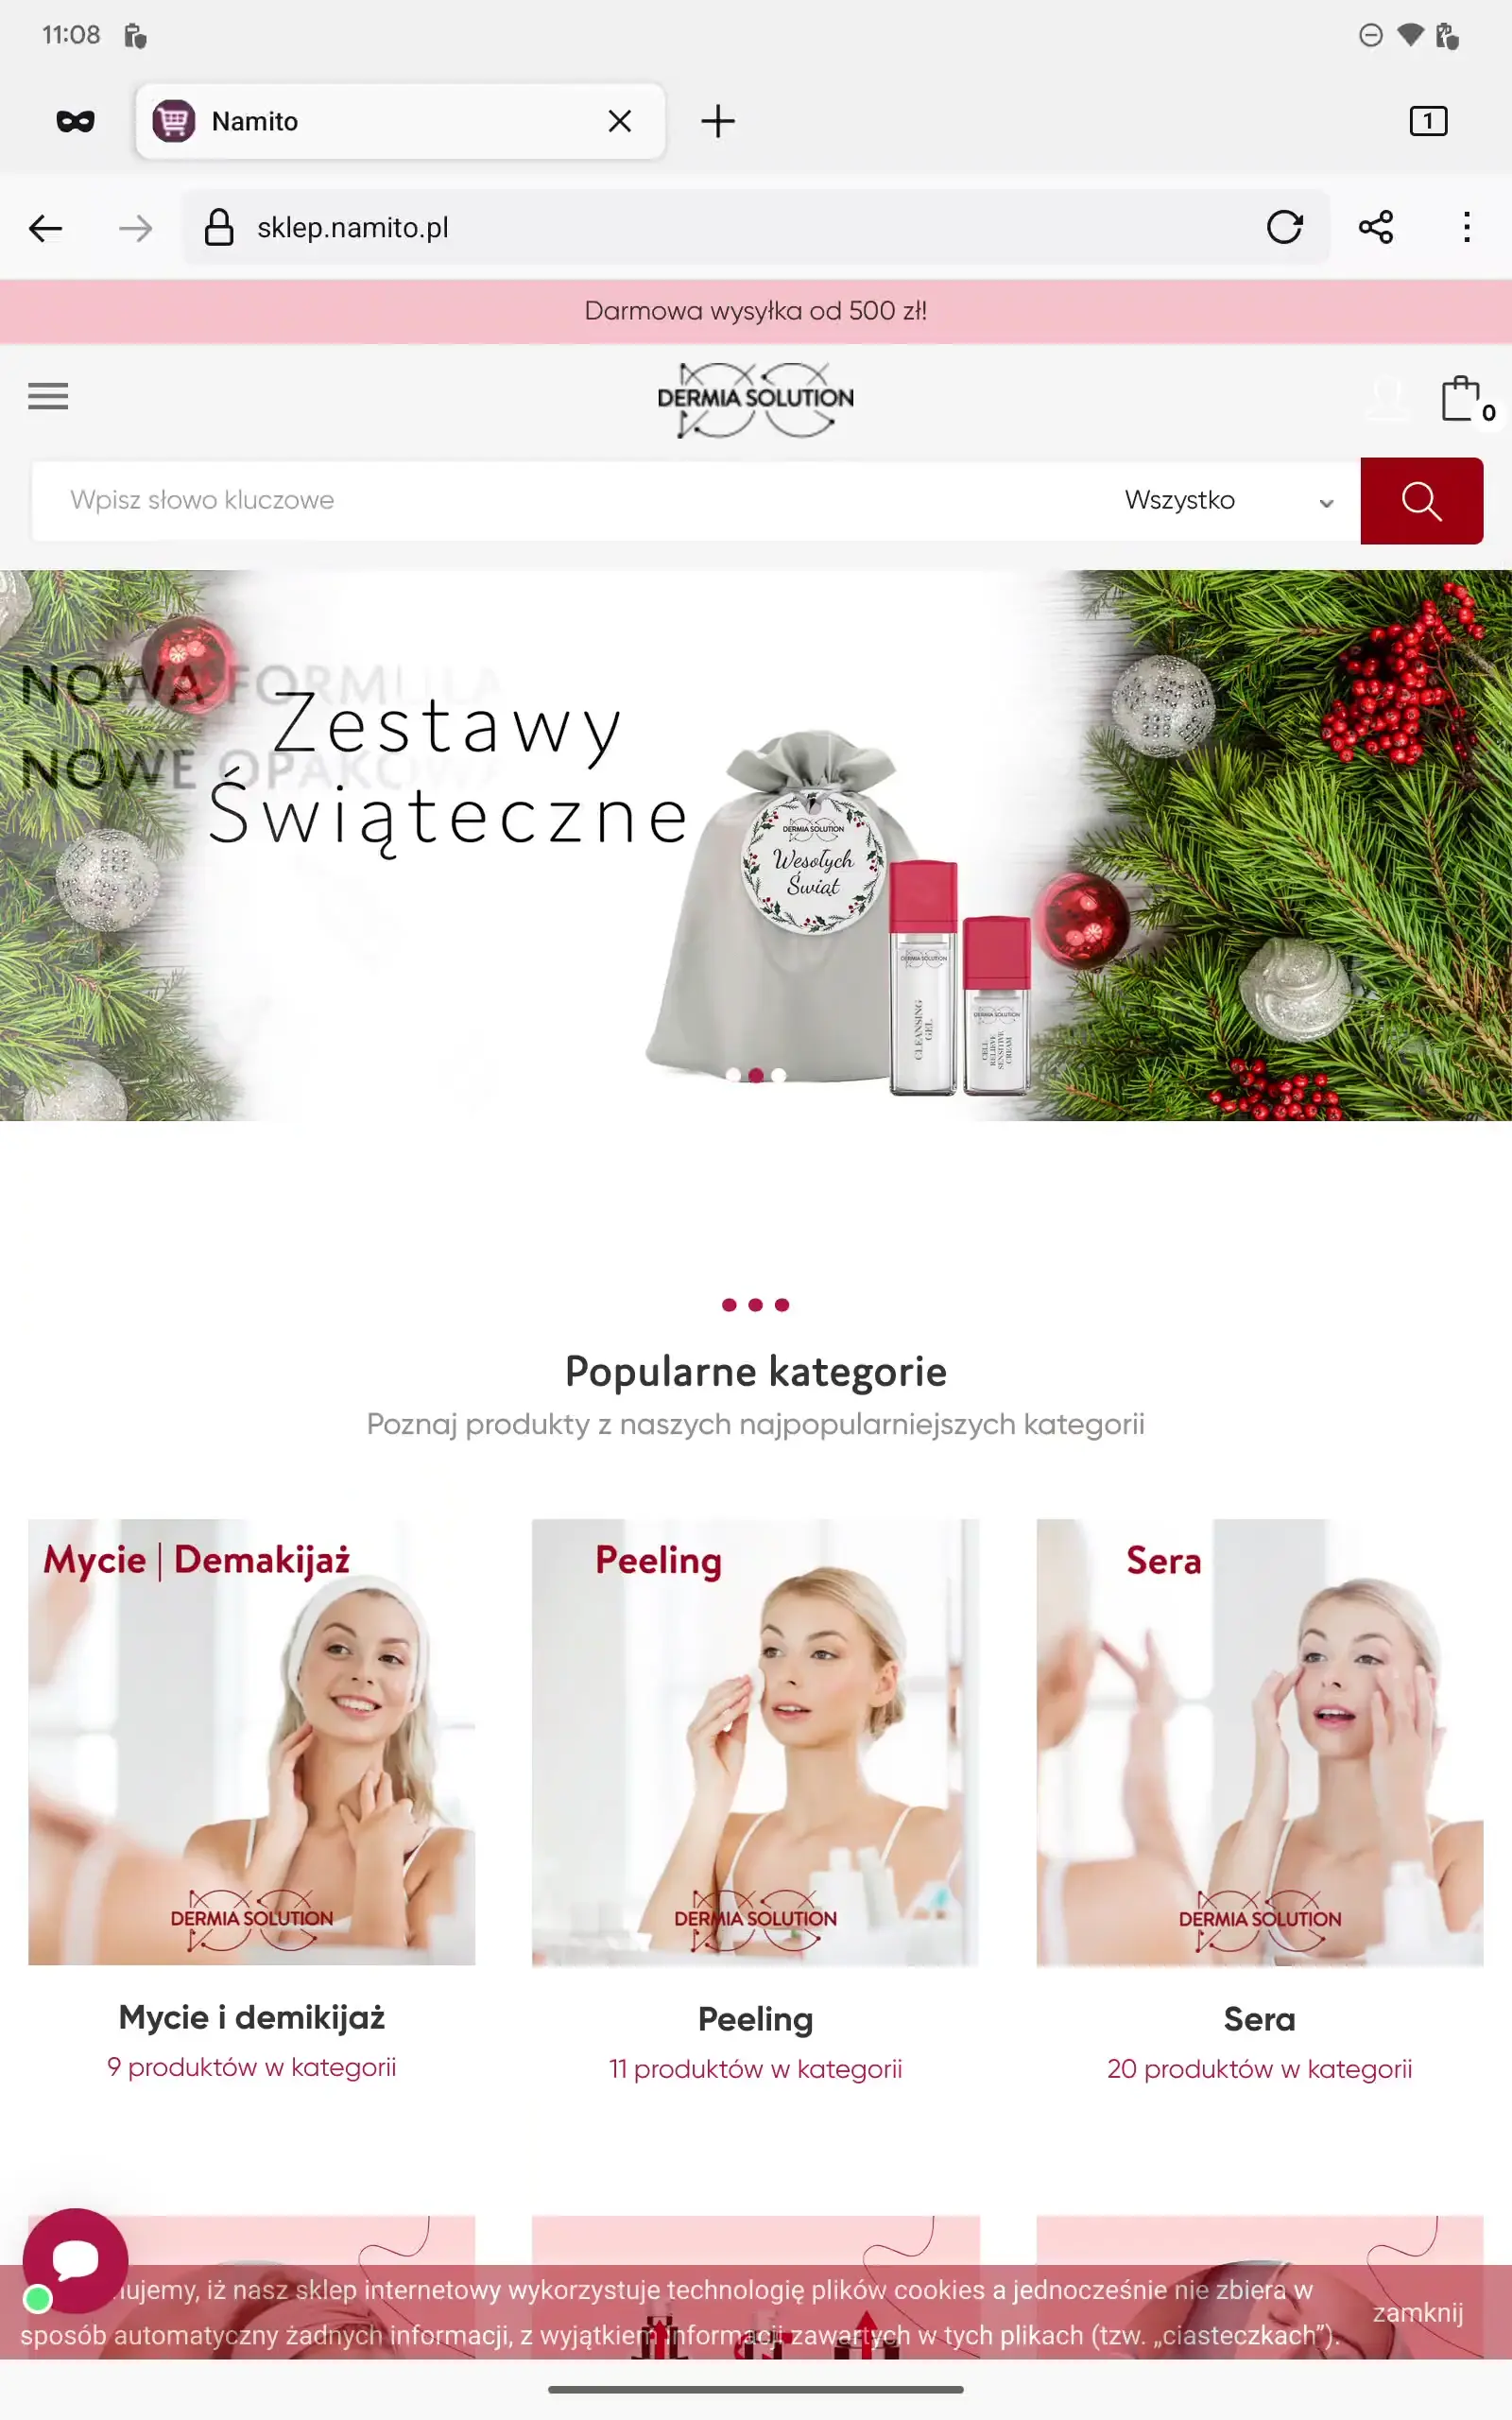 11:08
Namito
1
sklep.namito.pl
Darmowa wysyłka od 500 zł!
DERMIA SOLUTION
0
Wpisz słowo kluczowe
Wszystko
NOWA FORMUŁA
Zestawy
NOWE OPAKOWA
Świąteczne
DERMIA SOLUTION
Wesołych
Świąt
DERMIA SOLUTION
CLEANSING
GEL
DERMIA SOLUTION
CELL
RELIEVE
SENSITIVE
CREAM
Popularne kategorie
Poznaj produkty z naszych najpopularniejszych kategorii
Mycie | Demakijaż
DERMIA SOLUTION
Mycie i demikijaż
9 produktów w kategorii
Peeling
DERMIA SOLUTION
Peeling
11 produktów w kategorii
Sera
DERMIA SOLUTION
Sera
20 produktów w kategorii
ujemy, iż nasz sklep internetowy wykorzystuje technologię plików cookies a jednocześnie nie zbiera w
sposób automatyczny żadnych informacji, z wyjątkiem informacji zawartych w tych plikach (tzw. „ciasteczkach”).
zamknij